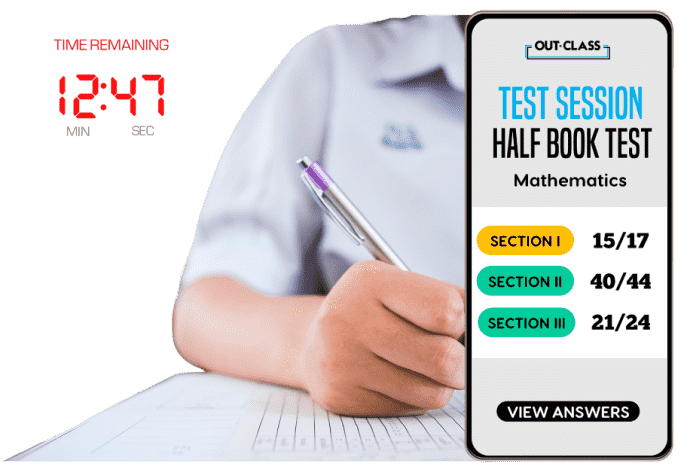 TIME REMAINING
12:47
MIN SEC
OUT-CLASS
TEST SESSION
HALF BOOK TEST
Mathematics
SECTION I 15/17
SECTION II 40/44
SECTION III 21/24
VIEW ANSWERS